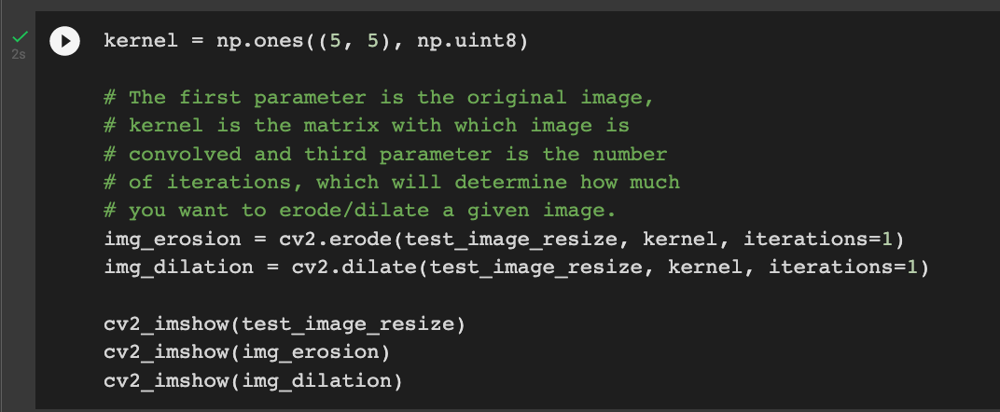 kernel = np.ones((5, 5), np.uint8)
2s
# The first parameter is the original image,
# kernel is the matrix with which image is
# convolved and third parameter is the number
# of iterations, which will determine how much
# you want to erode/dilate a given image.
img_erosion = cv2.erode(test_image_resize, kernel, iterations=1)
img_dilation = cv2.dilate(test_image_resize, kernel, iterations=1)
cv2_imshow(test_image_resize)
cv2_imshow(img_erosion)
cv2_imshow(img_dilation)